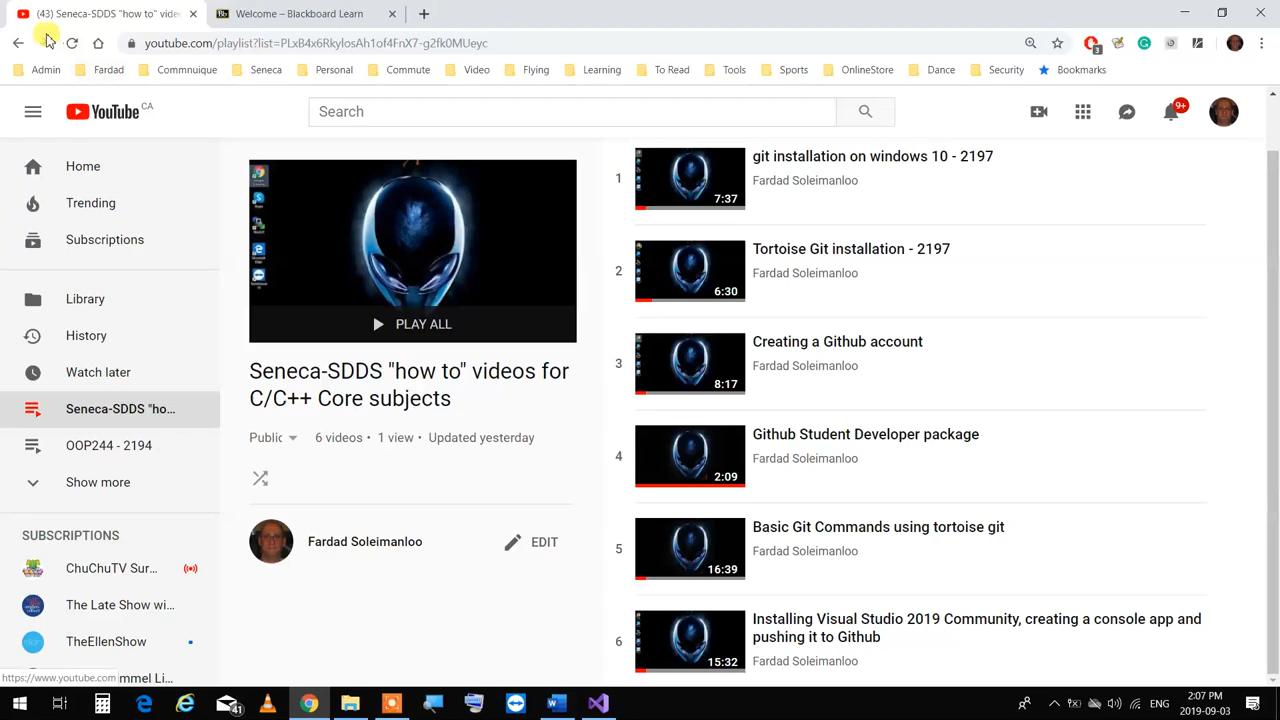 (43) Seneca-SDDS "how to" vide
Welcome – Blackboard Learn
youtube.com/playlist?list=PLxB4x6RkylosAh1of4FnX7-g2fk0MUeyc
Admin
Fardad
Commnuique
Seneca
Personal
Commute
Video
Flying
Learning
To Read
Tools
Sports
OnlineStore
Dance
Security
Bookmarks
YouTube CA
Search
9+
Home
Trending
Subscriptions
Library
History
Watch later
Seneca-SDDS "ho...
OOP244 - 2194
Show more
SUBSCRIPTIONS
ChuChuTV Sur...
The Late Show wi...
TheEllenShow
mmel Li...
https://www.youtube.com
PLAY ALL
Seneca-SDDS "how to" videos for
C/C++ Core subjects
Public
6 videos • 1 view • Updated yesterday
Fardad Soleimanloo
EDIT
1
7:37
git installation on windows 10 - 2197
Fardad Soleimanloo
2
6:30
Tortoise Git installation - 2197
Fardad Soleimanloo
3
8:17
Creating a Github account
Fardad Soleimanloo
4
2:09
Github Student Developer package
Fardad Soleimanloo
5
16:39
Basic Git Commands using tortoise git
Fardad Soleimanloo
6
15:32
Installing Visual Studio 2019 Community, creating a console app and
pushing it to Github
Fardad Soleimanloo
41
ENG
2:07 PM
2019-09-03